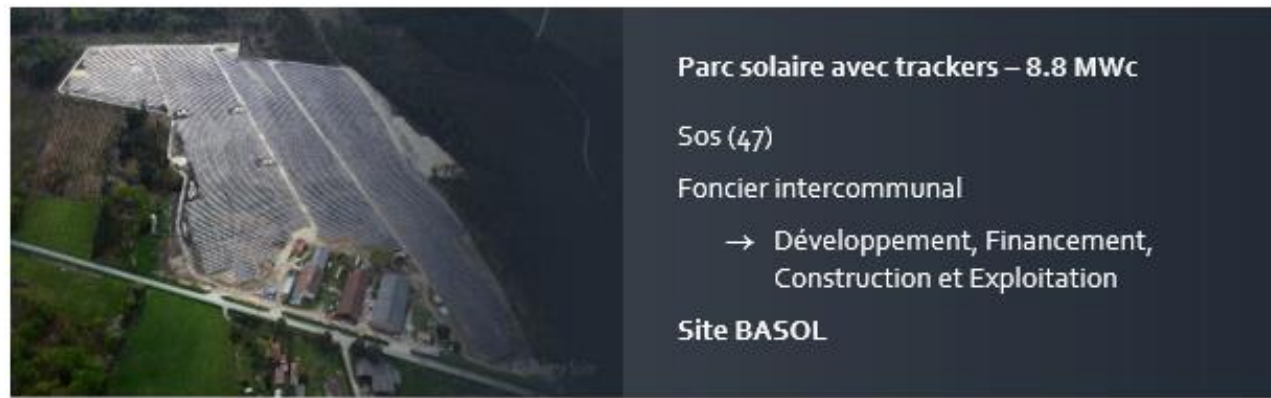 Parc solaire avec trackers – 8.8 MWc
Sos (47)
Foncier intercommunal
→ Développement, Financement,
Construction et Exploitation
Site BASOL